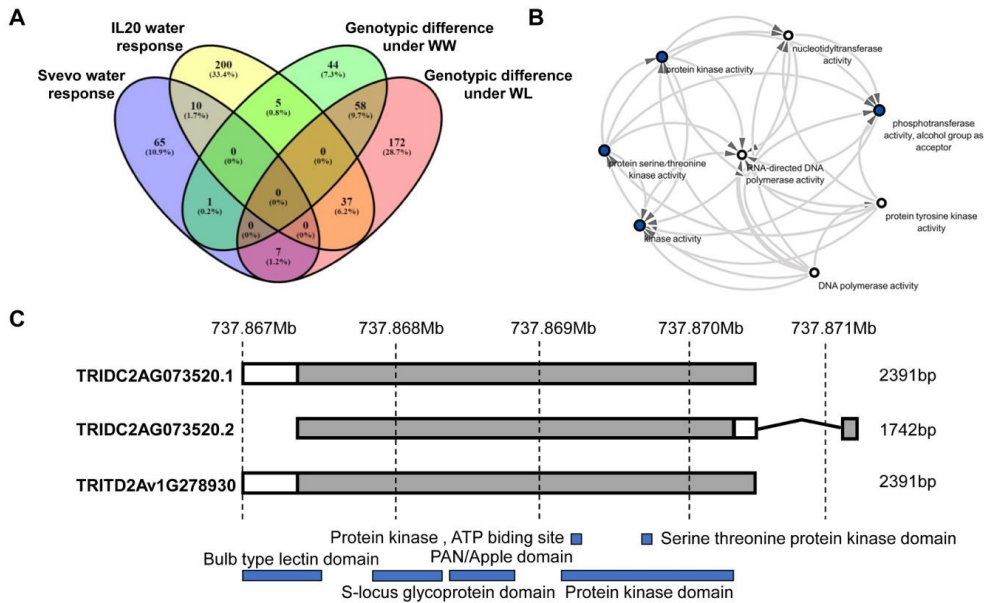 A
IL20 water
response
Genotypic difference
under WW
Svevo water
response
Genotypic difference
under WL
200
(33.4%)
44
(7.3%)
10
(1.7%)
5
(0.8%)
58
(9.7%)
65
(10.9%)
0
(0%)
0
(0%)
172
(28.7%)
1
(0.2%)
0
(0%)
37
(6.2%)
0
(0%)
0
(0%)
7
(1.2%)
B
nucleotidyltransferase
activity
protein kinase activity
phosphotransferase
activity, alcohol group as
acceptor
protein serine/threonine
kinase activity
RNA-directed DNA
polymerase activity
protein tyrosine kinase
activity
kinase activity
DNA polymerase activity
C
737.867Mb 737.868Mb 737.869Mb 737.870Mb 737.871Mb
TRIDC2AG073520.1 2391bp
TRIDC2AG073520.2 1742bp
TRITD2Av1G278930 2391bp
Protein kinase , ATP biding site Serine threonine protein kinase domain
Bulb type lectin domain PAN/Apple domain
S-locus glycoprotein domain Protein kinase domain